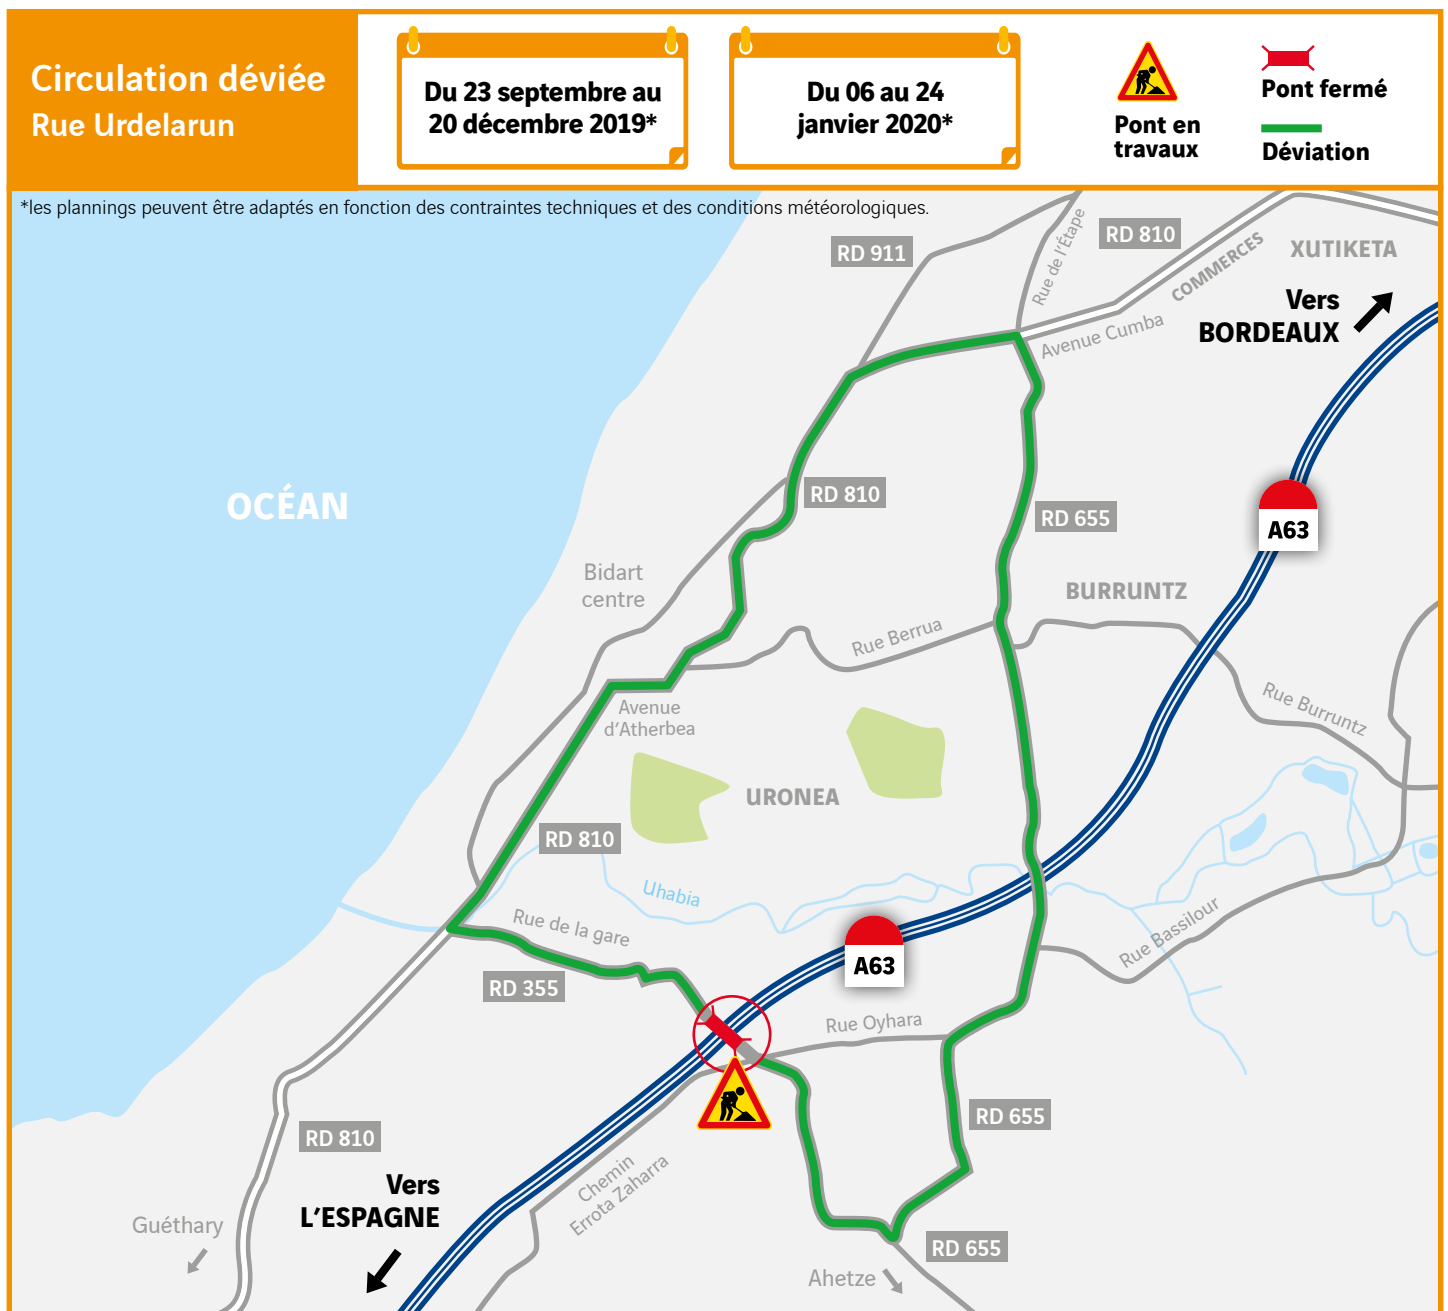 Circulation déviée
Rue Urdelarun
Du 23 septembre au
20 décembre 2019*
Du 06 au 24
janvier 2020*
Pont en
travaux
Pont fermé
Déviation
*les plannings peuvent être adaptés en fonction des contraintes techniques et des conditions météorologiques.
RD 911
Rue de l'Étape
RD 810
COMMERCES
XUTIKETA
Vers
BORDEAUX
Avenue Cumba
OCÉAN
RD 810
RD 655
A63
Bidart
centre
BURRUNTZ
Rue Berrua
Rue Burruntz
Avenue
d'Atherbea
URONEA
RD 810
Uhabia
Rue de la gare
Rue Bassilour
A63
RD 355
Rue Oyhara
RD 655
RD 810
Chemin
Errota Zaharra
Vers
L'ESPAGNE
Guéthary
RD 655
Ahetze